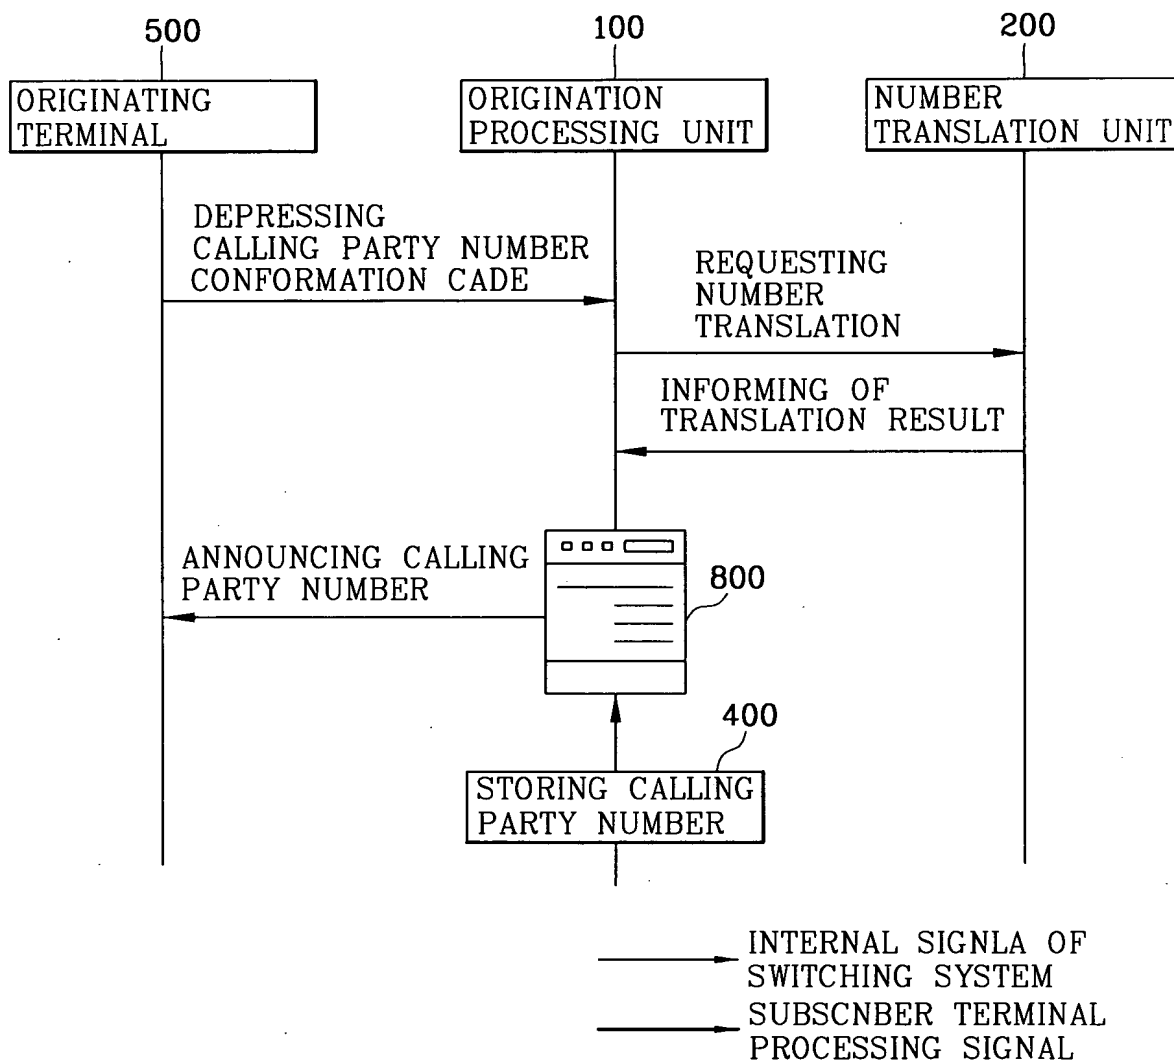 500
100
200
ORIGINATING
TERMINAL
ORIGINATION
PROCESSING UNIT
NUMBER
TRANSLATION UNIT
DEPRESSING
CALLING PARTY NUMBER
CONFORMATION CADE
REQUESTING
NUMBER
TRANSLATION
INFORMING OF
TRANSLATION RESULT
ANNOUNCING CALLING
PARTY NUMBER
800
400
STORING CALLING
PARTY NUMBER
INTERNAL SIGNLA OF
SWITCHING SYSTEM
SUBSCNBER TERMINAL
PROCESSING SIGNAL